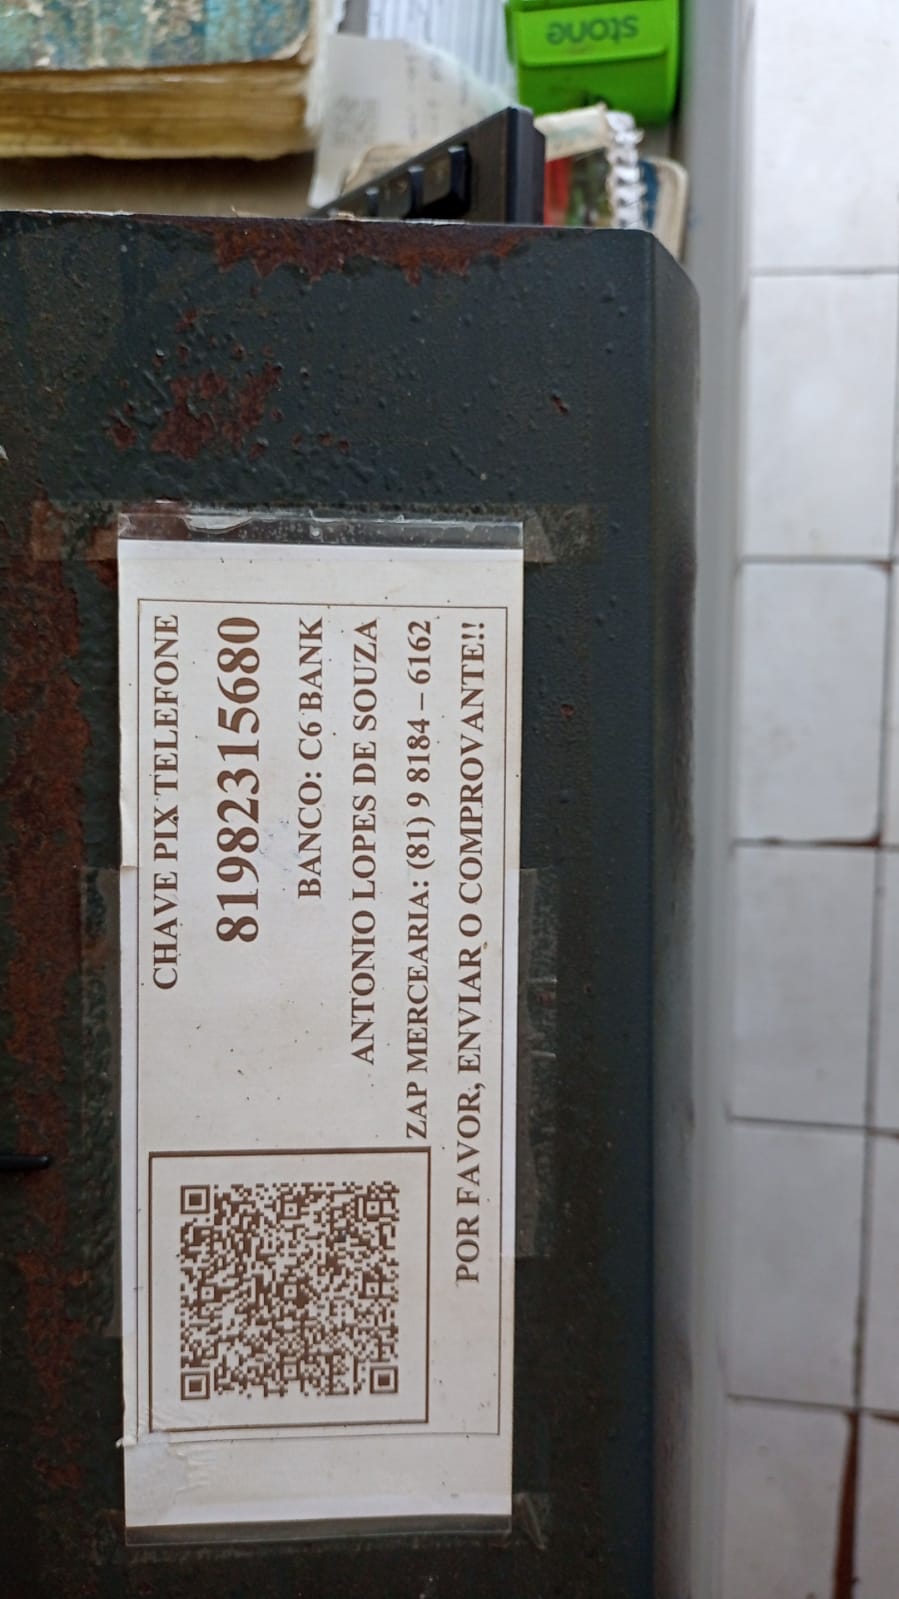 stone
CHAVE PIX TELEFONE
81982315680
BANCO: C6 BANK
ANTONIO LOPES DE SOUZA
ZAP MERCEARIA: (81) 9 8184 – 6162
POR FAVOR, ENVIAR O COMPROVANTE!!